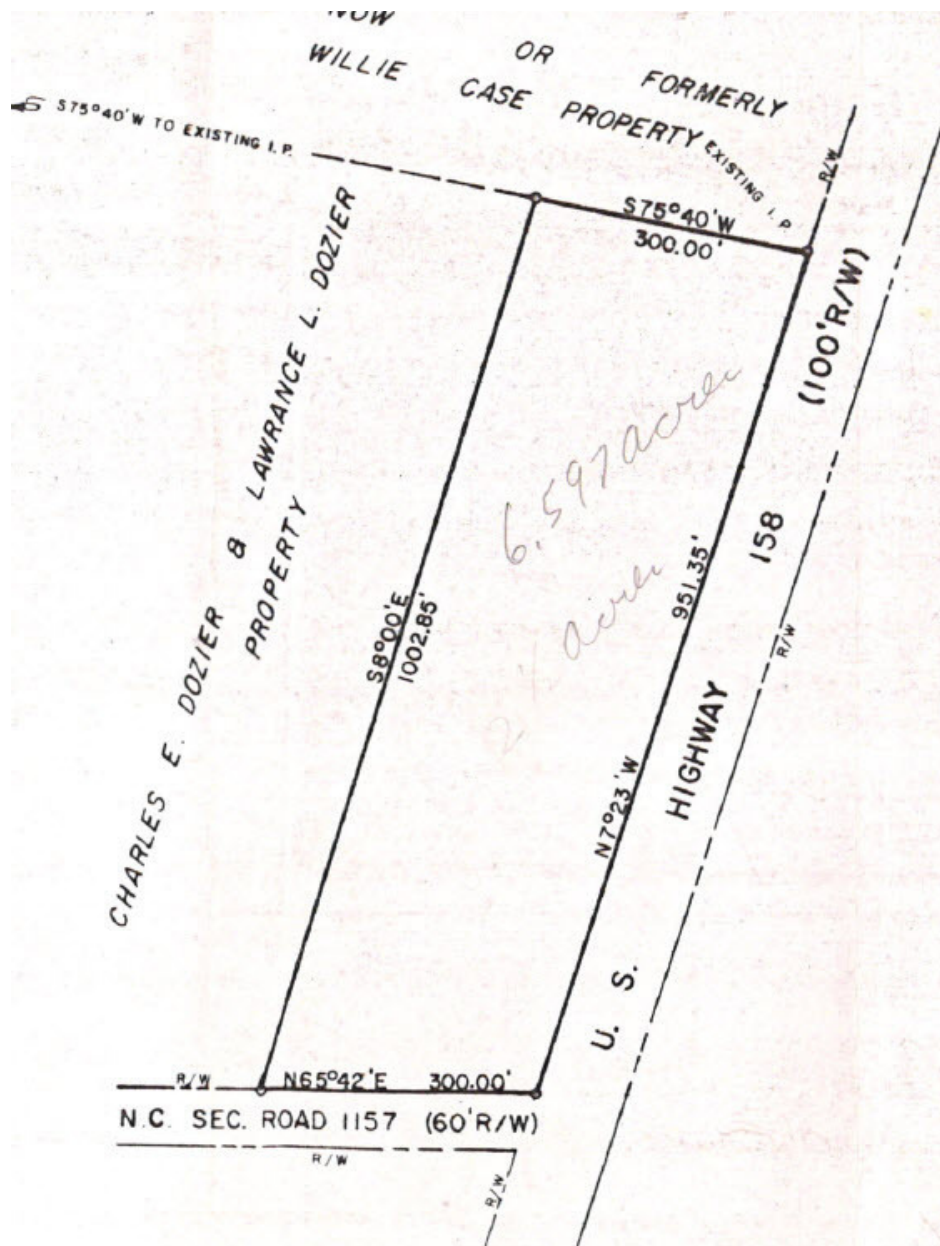 NOW
OR
FORMERLY
WILLIE CASE PROPERTY
S75°40'W TO EXISTING I.P.
EXISTING I.P.
R/W
S75°40'W
300.00'
CHARLES E. DOZIER & LAWRANCE L. DOZIER
PROPERTY
(100'R/W)
6.597 acres
acres
S8°00'E
1002.85'
951.35'
N7°23'W
U. S. HIGHWAY 158
R/W
R/W
N65°42'E 300.00'
N.C. SEC. ROAD 1157 (60'R/W)
R/W
R/W